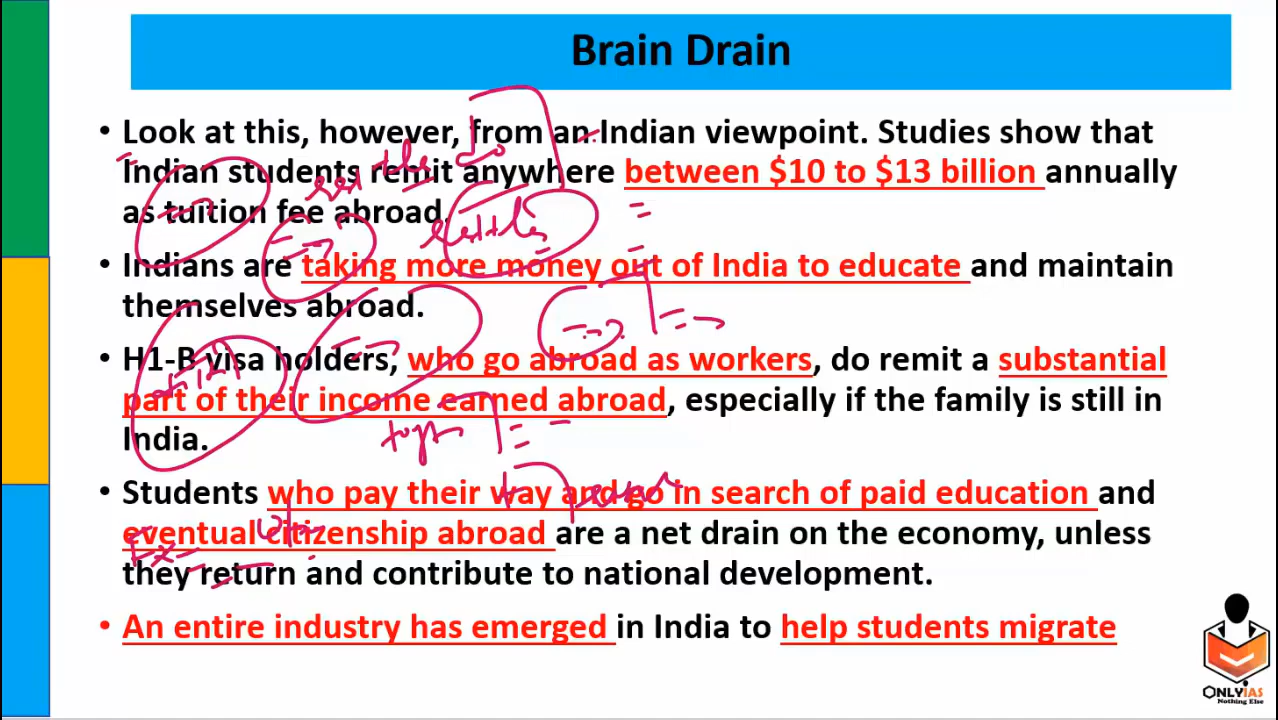 Brain Drain
• Look at this, however, from an Indian viewpoint. Studies show that
Indian students remit anywhere between $10 to $13 billion annually
as tuition fee abroad.
• Indians are taking more money out of India to educate and maintain
themselves abroad.
• H1-B visa holders, who go abroad as workers, do remit a substantial
part of their income earned abroad, especially if the family is still in
India.
• Students who pay their way and go in search of paid education and
eventual citizenship abroad are a net drain on the economy, unless
they return and contribute to national development.
• An entire industry has emerged in India to help students migrate
settle
settle
ONLYIAS
Nothing Else